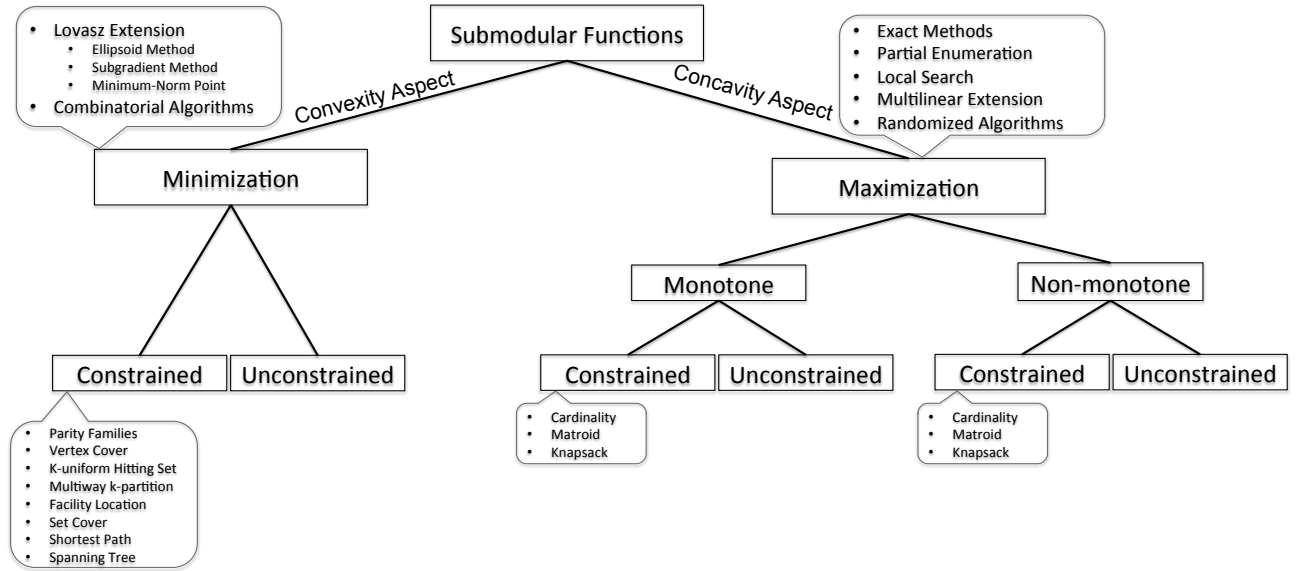 Submodular Functions
Convexity Aspect
Concavity Aspect
• Lovasz Extension
• Ellipsoid Method
• Subgradient Method
• Minimum-Norm Point
• Combinatorial Algorithms
• Exact Methods
• Partial Enumeration
• Local Search
• Multilinear Extension
• Randomized Algorithms
Minimization
Maximization
Monotone
Non-monotone
Constrained
Unconstrained
Constrained
Unconstrained
Constrained
Unconstrained
• Parity Families
• Vertex Cover
• K-uniform Hitting Set
• Multiway k-partition
• Facility Location
• Set Cover
• Shortest Path
• Spanning Tree
• Cardinality
• Matroid
• Knapsack
• Cardinality
• Matroid
• Knapsack